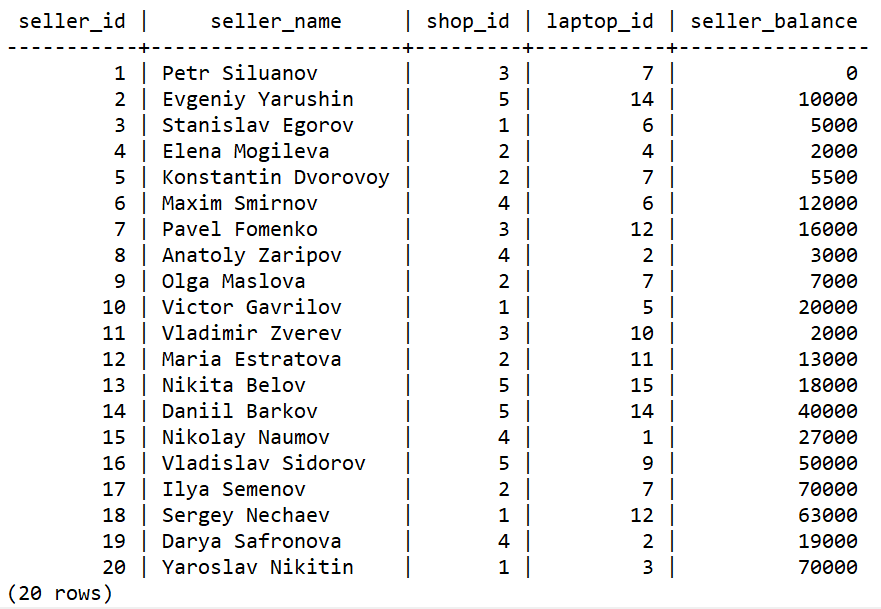 seller_id |     seller_name     | shop_id | laptop_id | seller_balance
-----------+---------------------+---------+-----------+----------------
         1 | Petr Siluanov       |       3 |         7 |              0
         2 | Evgeniy Yarushin    |       5 |        14 |          10000
         3 | Stanislav Egorov    |       1 |         6 |           5000
         4 | Elena Mogileva      |       2 |         4 |           2000
         5 | Konstantin Dvorovoy |       2 |         7 |           5500
         6 | Maxim Smirnov       |       4 |         6 |          12000
         7 | Pavel Fomenko       |       3 |        12 |          16000
         8 | Anatoly Zaripov     |       4 |         2 |           3000
         9 | Olga Maslova        |       2 |         7 |           7000
        10 | Victor Gavrilov     |       1 |         5 |          20000
        11 | Vladimir Zverev     |       3 |        10 |           2000
        12 | Maria Estratova     |       2 |        11 |          13000
        13 | Nikita Belov        |       5 |        15 |          18000
        14 | Daniil Barkov       |       5 |        14 |          40000
        15 | Nikolay Naumov      |       4 |         1 |          27000
        16 | Vladislav Sidorov   |       5 |         9 |          50000
        17 | Ilya Semenov        |       2 |         7 |          70000
        18 | Sergey Nechaev      |       1 |        12 |          63000
        19 | Darya Safronova     |       4 |         2 |          19000
        20 | Yaroslav Nikitin    |       1 |         3 |          70000
(20 rows)